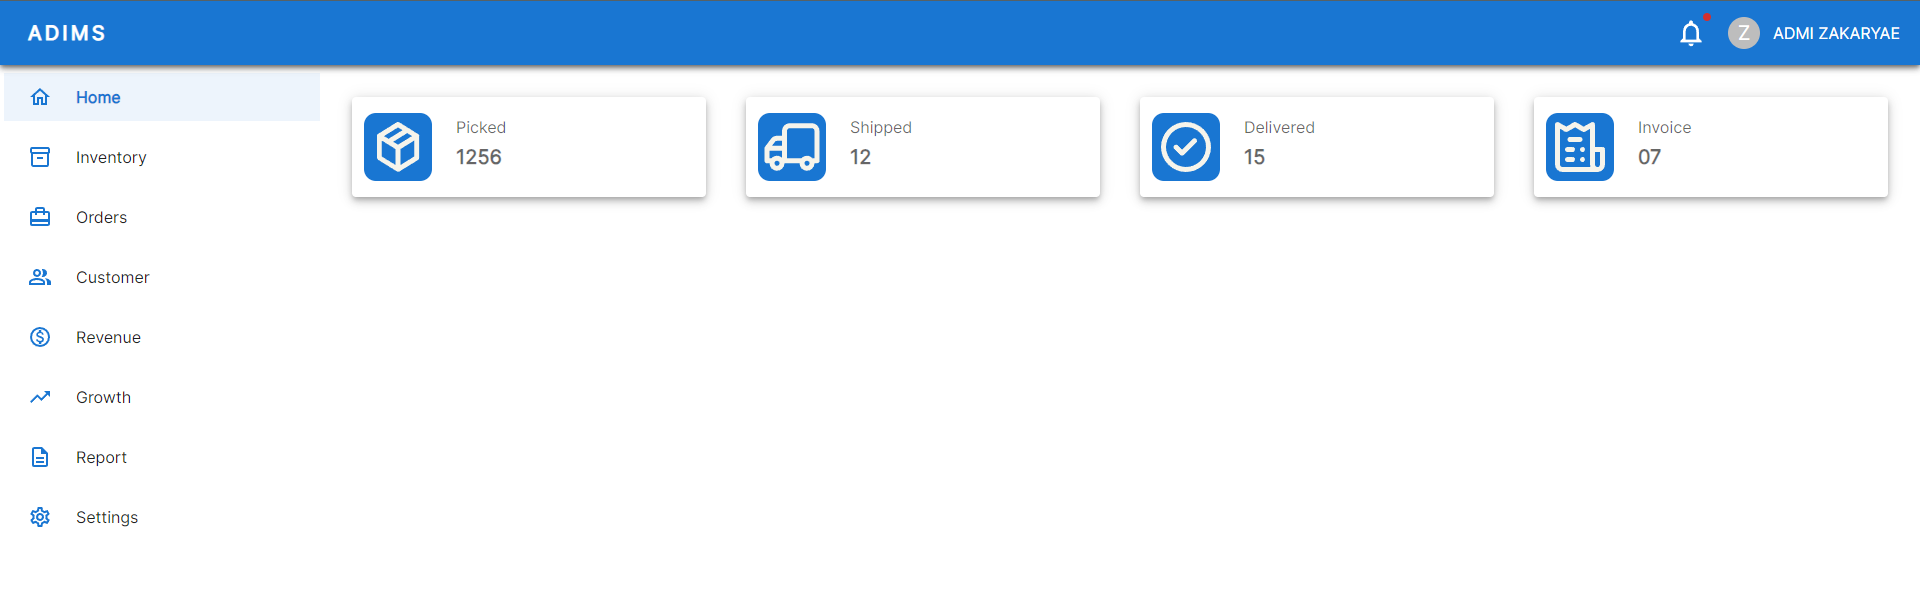 ADIMS
Z
ADMI ZAKARYAE
Home
Inventory
Orders
Customer
Revenue
Growth
Report
Settings
Picked
1256
Shipped
12
Delivered
15
Invoice
07